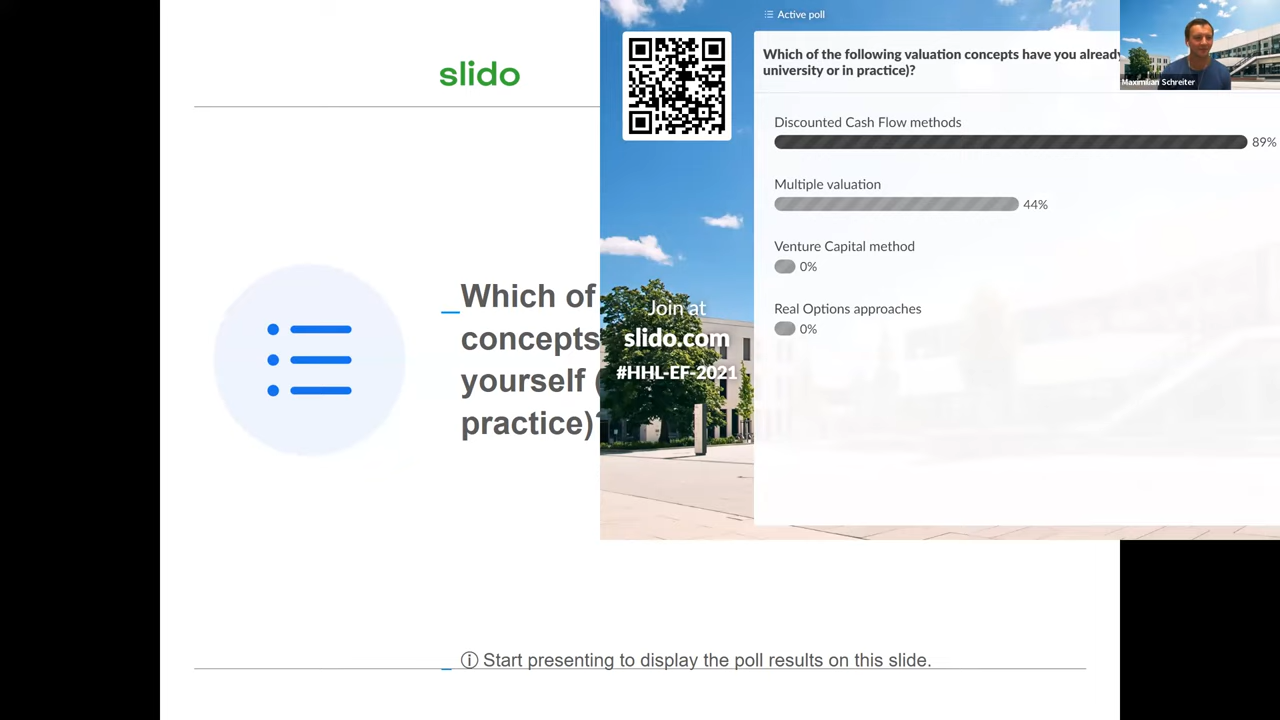 slido
Which of
concepts
yourself (
practice)
Start presenting to display the poll results on this slide.
Active poll
Which of the following valuation concepts have you already
university or in practice)?
Discounted Cash Flow methods
89%
Multiple valuation
44%
Venture Capital method
0%
Real Options approaches
0%
Join at
slido.com
#HHL-EF-2021
Maximilian Schreiter